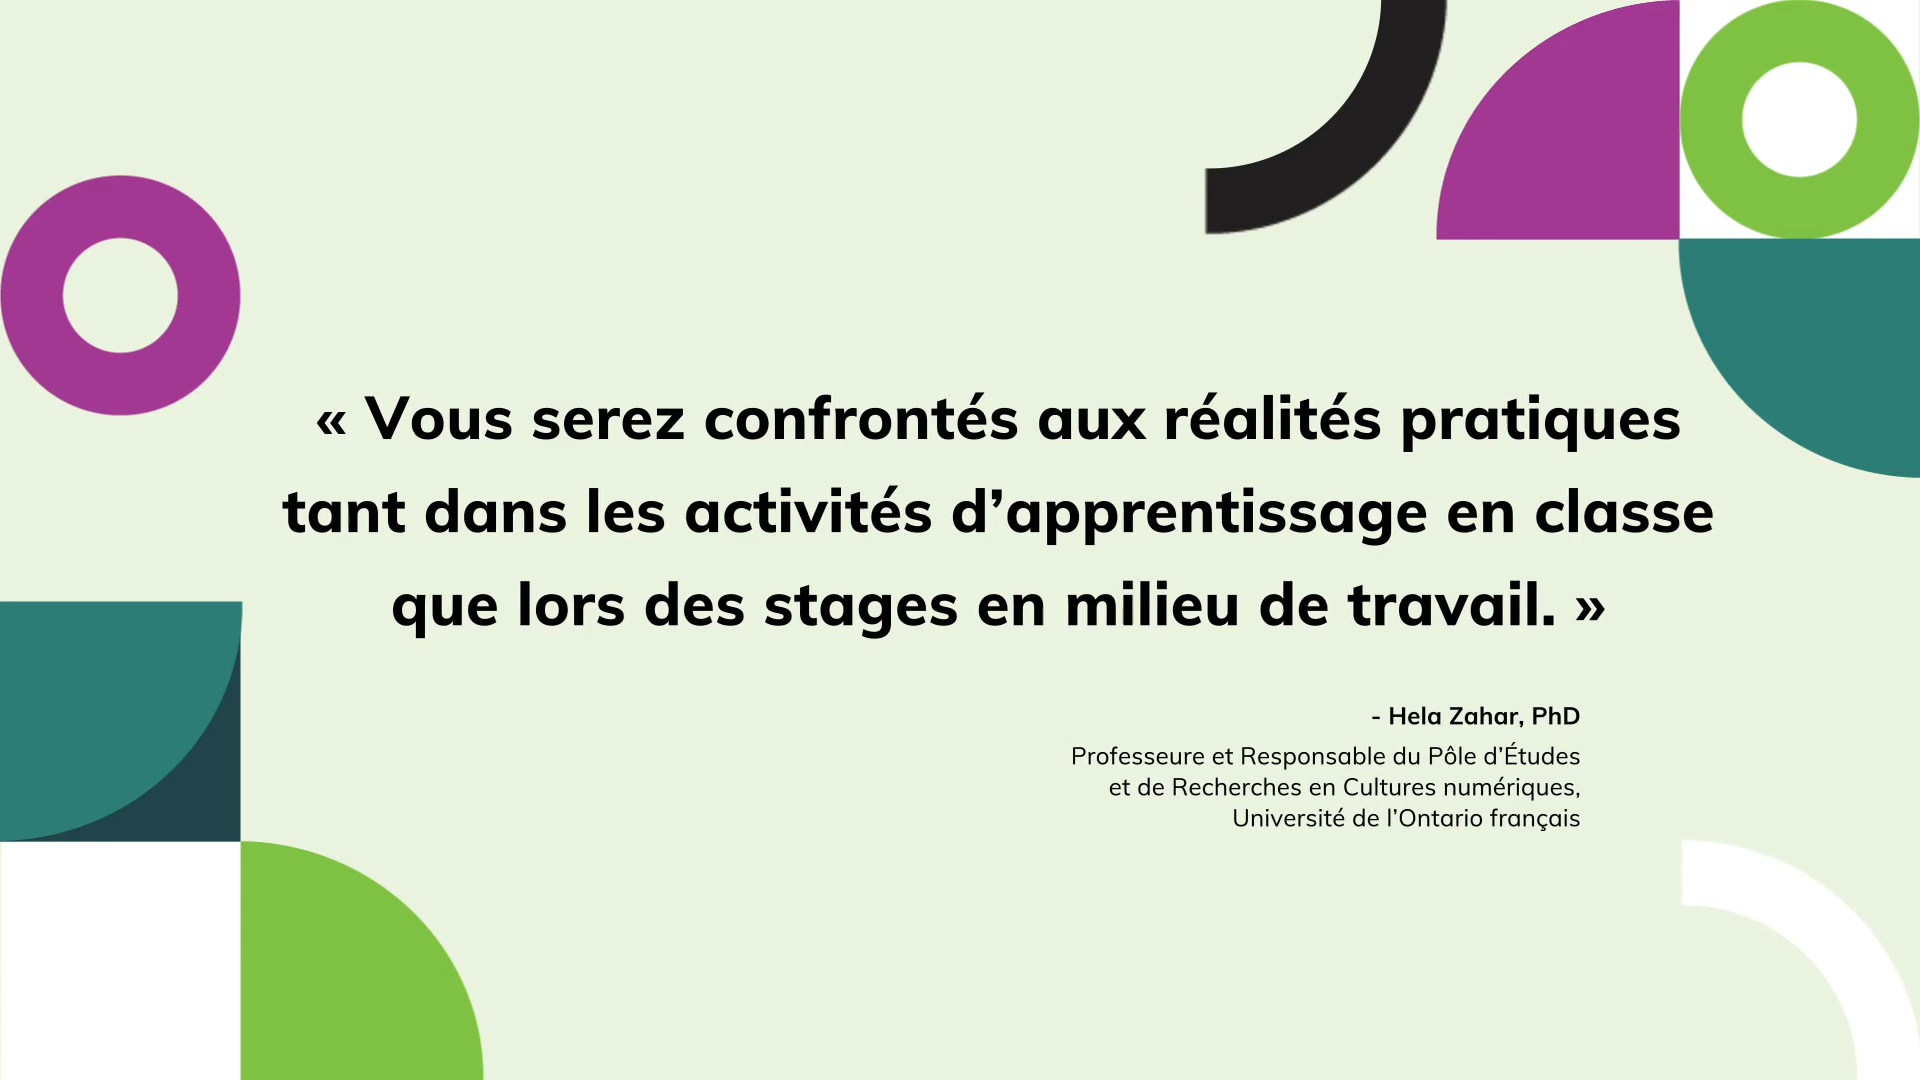 « Vous serez confrontés aux réalités pratiques
tant dans les activités d’apprentissage en classe
que lors des stages en milieu de travail. »
- Hela Zahar, PhD
Professeure et Responsable du Pôle d’Études
et de Recherches en Cultures numériques,
Université de l’Ontario français